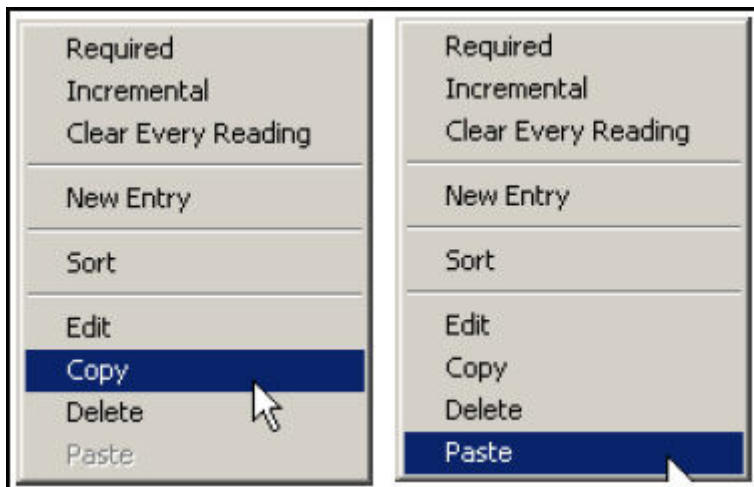 Required
Incremental
Clear Every Reading
New Entry
Sort
Edit
Copy
Delete
Paste
Required
Incremental
Clear Every Reading
New Entry
Sort
Edit
Copy
Delete
Paste